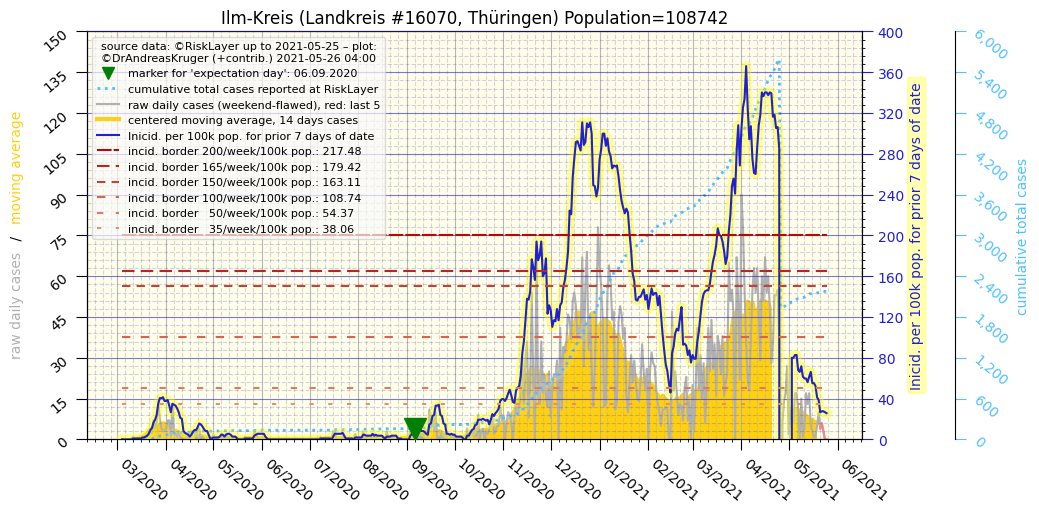 Ilm-Kreis (Landkreis #16070, Thüringen) Population=108742
source data: ©RiskLayer up to 2021-05-25 – plot:
©DrAndreasKruger (+contrib.) 2021-05-26 04:00
marker for 'expectation day': 06.09.2020
cumulative total cases reported at RiskLayer
raw daily cases (weekend-flawed), red: last 5
centered moving average, 14 days cases
Inicid. per 100k pop. for prior 7 days of date
incid. border 200/week/100k pop.: 217.48
incid. border 165/week/100k pop.: 179.42
incid. border 150/week/100k pop.: 163.11
incid. border 100/week/100k pop.: 108.74
incid. border 50/week/100k pop.: 54.37
incid. border 35/week/100k pop.: 38.06
raw daily cases / moving average
150
135
120
105
90
75
60
45
30
15
0
03/2020
04/2020
05/2020
06/2020
07/2020
08/2020
09/2020
10/2020
11/2020
12/2020
01/2021
02/2021
03/2021
04/2021
05/2021
06/2021
400
360
320
280
240
200
160
120
80
40
0
Inicid. per 100k pop. for prior 7 days of date
6,000
5,400
4,800
4,200
3,600
3,000
2,400
1,800
1,200
600
0
cumulative total cases